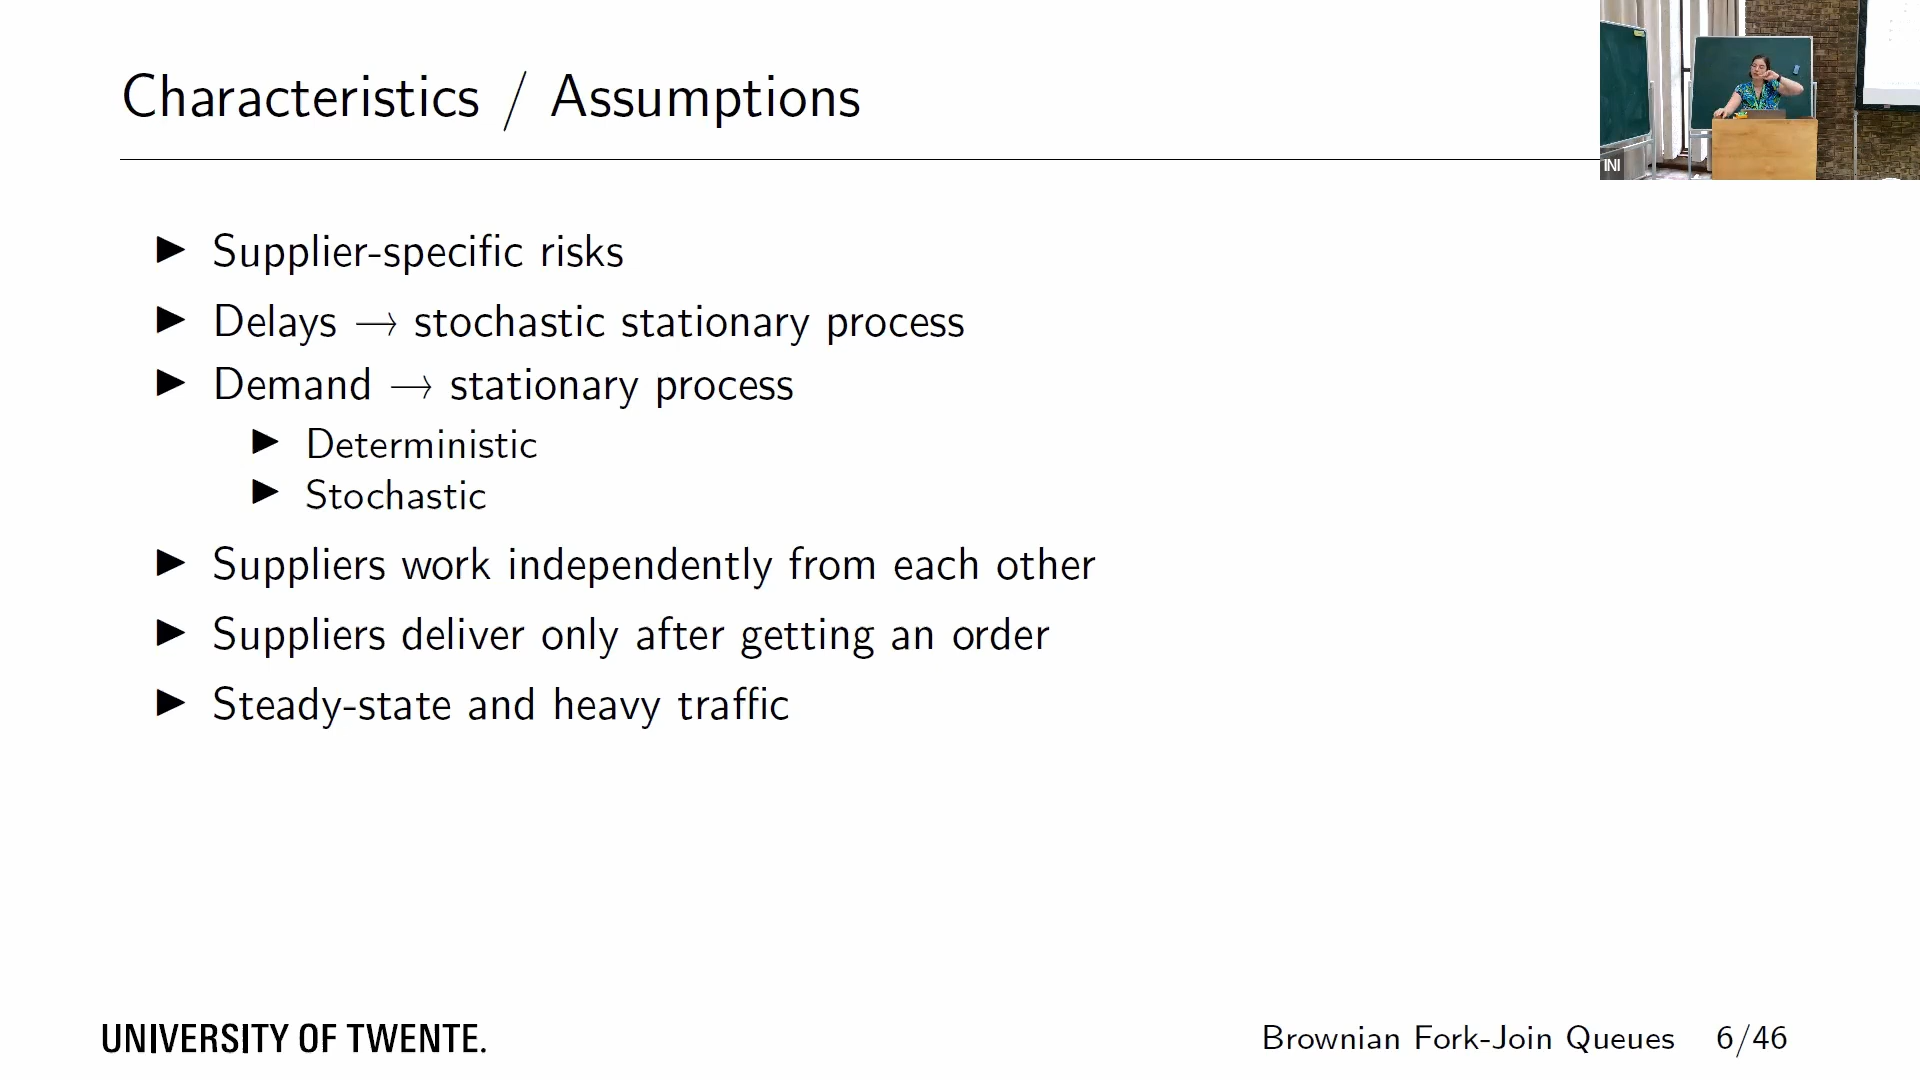 Characteristics / Assumptions
INI
▶ Supplier-specific risks
▶ Delays → stochastic stationary process
▶ Demand → stationary process
▶ Deterministic
▶ Stochastic
▶ Suppliers work independently from each other
▶ Suppliers deliver only after getting an order
▶ Steady-state and heavy traffic
UNIVERSITY OF TWENTE.
Brownian Fork-Join Queues 6/46